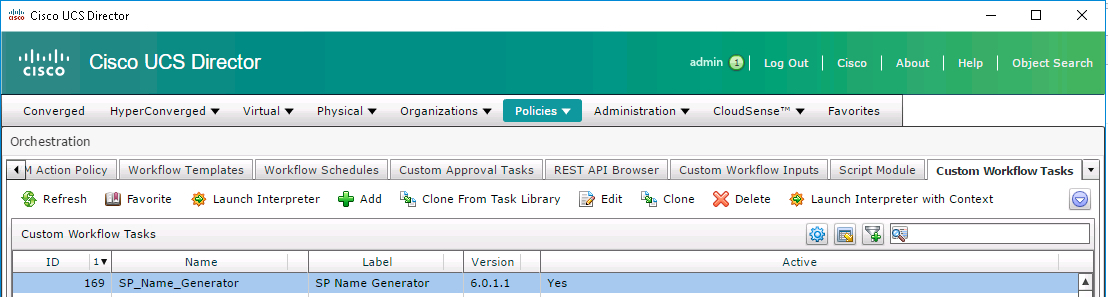 Cisco UCS Director
CISCO Cisco UCS Director admin 1 Log Out Cisco About Help Object Search
Converged HyperConverged Virtual Physical Organizations Policies Administration CloudSense™ Favorites
Orchestration
M Action Policy Workflow Templates Workflow Schedules Custom Approval Tasks REST API Browser Custom Workflow Inputs Script Module Custom Workflow Tasks
Refresh Favorite Launch Interpreter Add Clone From Task Library Edit Clone Delete Launch Interpreter with Context
Custom Workflow Tasks
ID 1 Name Label Version Active
169 SP_Name_Generator SP Name Generator 6.0.1.1 Yes